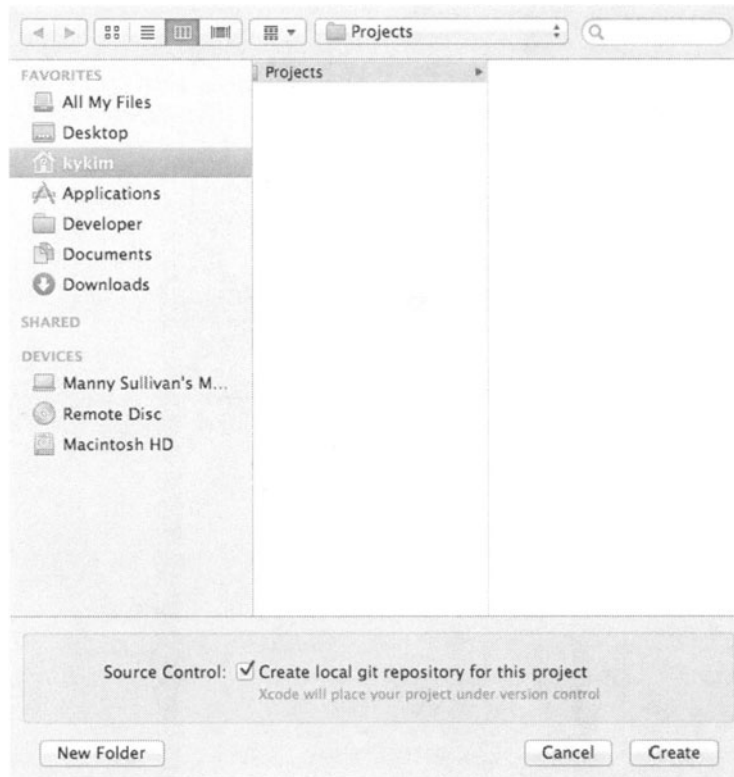 Projects
FAVORITES
All My Files
Desktop
kykim
Applications
Developer
Documents
Downloads
SHARED
DEVICES
Manny Sullivan's M...
Remote Disc
Macintosh HD
Projects
Source Control: Create local git repository for this project
Xcode will place your project under version control
New Folder
Cancel
Create